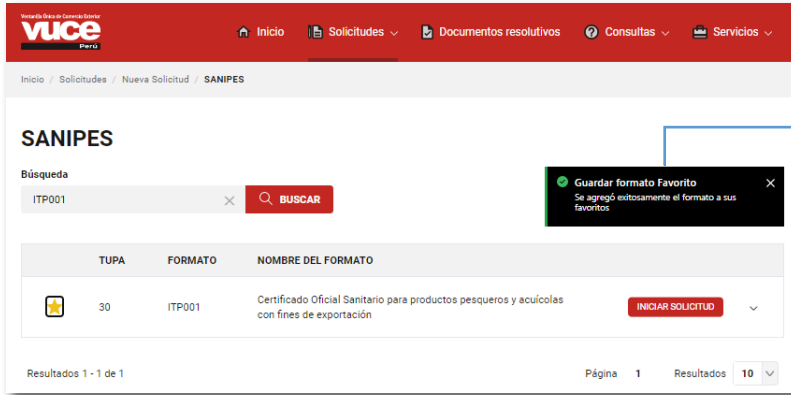 Ventanilla Única de Comercio Exterior
vuce
Perú
Inicio Solicitudes Documentos resolutivos Consultas Servicios
Inicio / Solicitudes / Nueva Solicitud / SANIPES
SANIPES
Búsqueda
ITP001
BUSCAR
Guardar formato Favorito
Se agregó exitosamente el formato a sus
favoritos
TUPA FORMATO NOMBRE DEL FORMATO
30 ITP001 Certificado Oficial Sanitario para productos pesqueros y acuícolas
con fines de exportación
INICIAR SOLICITUD
Resultados 1 - 1 de 1 Página 1 Resultados 10